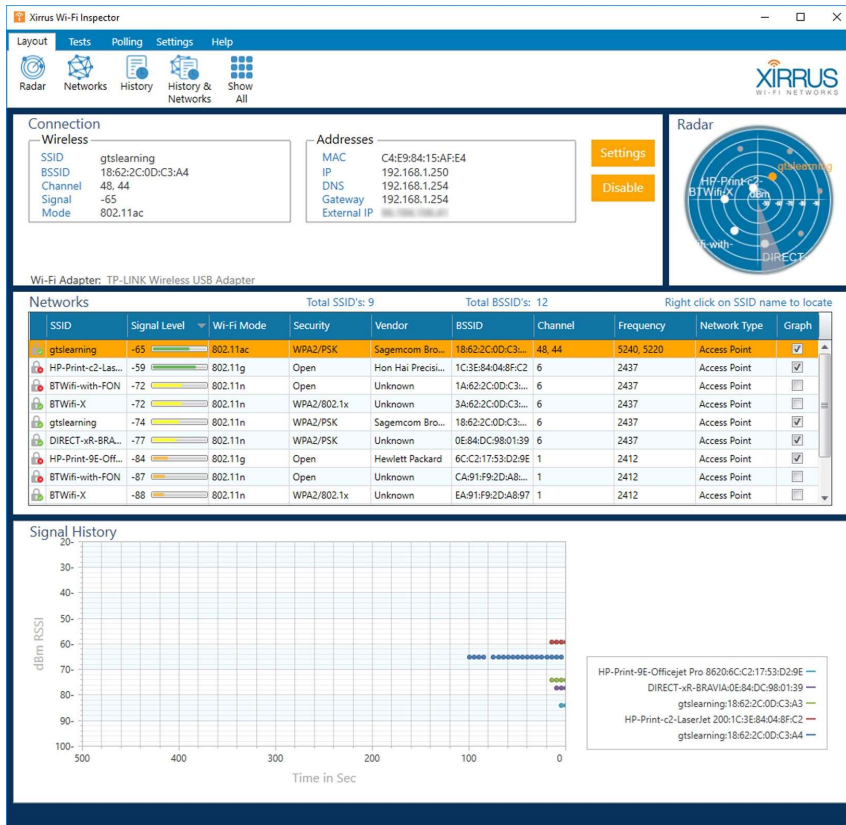 Xirrus Wi-Fi Inspector
Layout Tests Polling Settings Help
Radar Networks History History & Networks Show All
XIRRUS
WI-FI NETWORKS
Connection
Wireless
SSID gtslearning
BSSID 18:62:2C:0D:C3:A4
Channel 48, 44
Signal -65
Mode 802.11ac
Addresses
MAC C4:E9:84:15:AF:E4
IP 192.168.1.250
DNS 192.168.1.254
Gateway 192.168.1.254
External IP
Settings
Disable
Wi-Fi Adapter: TP-LINK Wireless USB Adapter
Radar
gtslearning
HP-Print-c2-
BTWifi-X
dBm
fi-with-
DIRECT-
Networks Total SSID's: 9 Total BSSID's: 12 Right click on SSID name to locate
SSID Signal Level Wi-Fi Mode Security Vendor BSSID Channel Frequency Network Type Graph
gtslearning -65 802.11ac WPA2/PSK Sagemcom Bro... 18:62:2C:0D:C3:... 48, 44 5240, 5220 Access Point
HP-Print-c2-Las... -59 802.11g Open Hon Hai Precisi... 1C:3E:84:04:8F:C2 6 2437 Access Point
BTWifi-with-FON -72 802.11n Open Unknown 1A:62:2C:0D:C3:... 6 2437 Access Point
BTWifi-X -72 802.11n WPA2/802.1x Unknown 3A:62:2C:0D:C3:... 6 2437 Access Point
gtslearning -74 802.11n WPA2/PSK Sagemcom Bro... 18:62:2C:0D:C3:... 6 2437 Access Point
DIRECT-xR-BRA... -77 802.11n WPA2/PSK Unknown 0E:84:DC:98:01:39 6 2437 Access Point
HP-Print-9E-Off... -84 802.11g Open Hewlett Packard 6C:C2:17:53:D2:9E 1 2412 Access Point
BTWifi-with-FON -87 802.11n Open Unknown CA:91:F9:2D:A8:... 1 2412 Access Point
BTWifi-X -88 802.11n WPA2/802.1x Unknown EA:91:F9:2D:A8:97 1 2412 Access Point
Signal History
dBm RSSI
20-
30-
40-
50-
60-
70-
80-
90-
100-
500 400 300 200 100 0
Time in Sec
HP-Print-9E-Officejet Pro 8620:6C:C2:17:53:D2:9E
DIRECT-xR-BRAVIA:0E:84:DC:98:01:39
gtslearning:18:62:2C:0D:C3:A3
HP-Print-c2-LaserJet 200:1C:3E:84:04:8F:C2
gtslearning:18:62:2C:0D:C3:A4